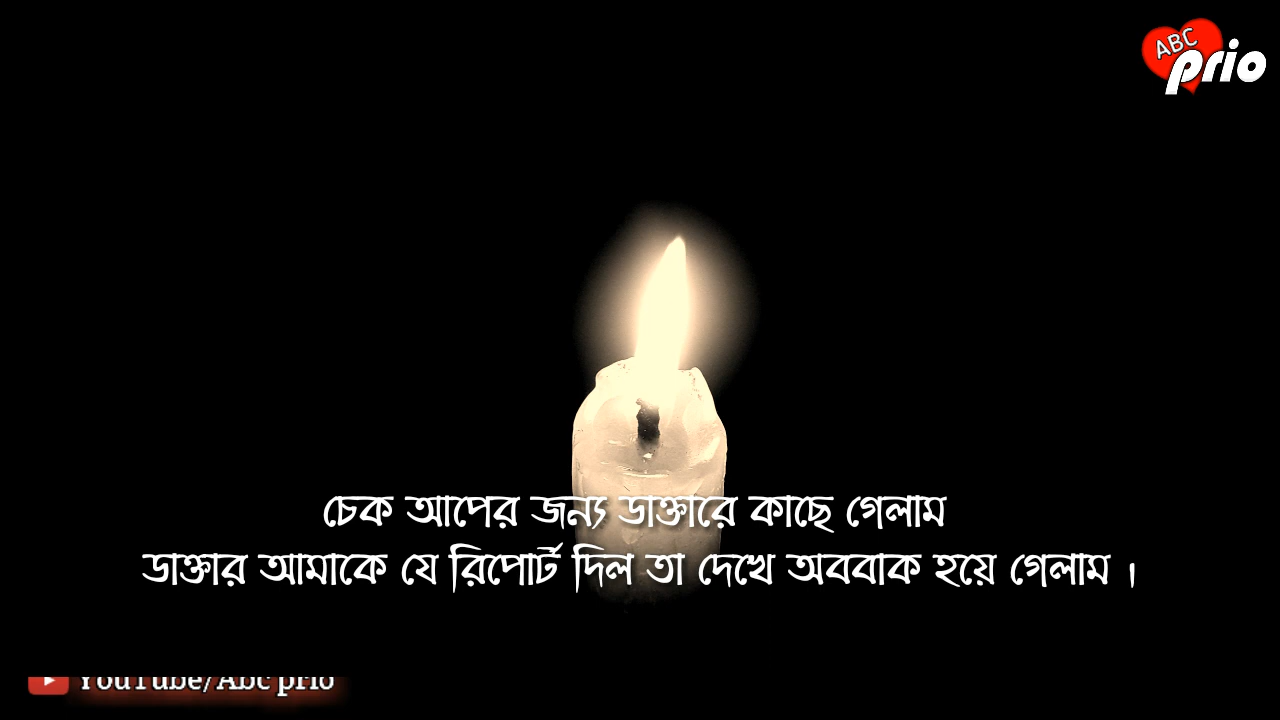 ABC
prio
চেক আপের জন্য ডাক্তারে কাছে গেলাম
ডাক্তার আমাকে যে রিপোর্ট দিল তা দেখে অববাক হয়ে গেলাম ।
YouTube/Abc prio